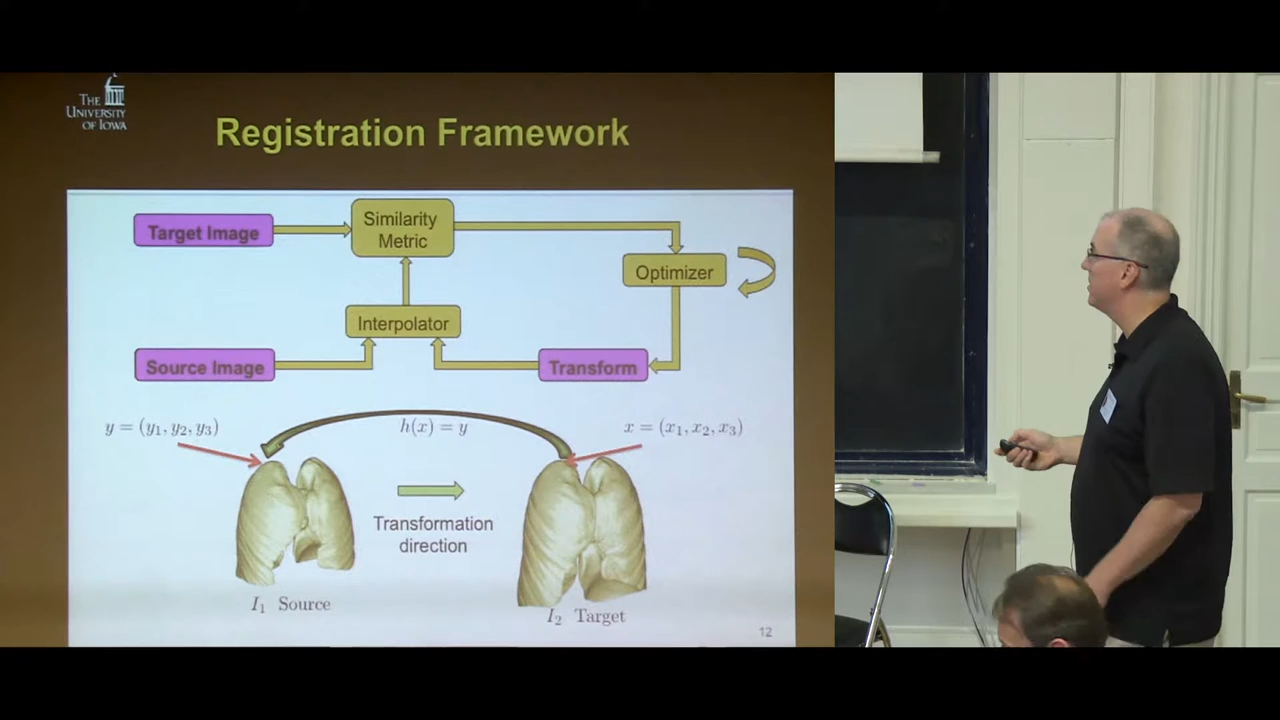 THE
UNIVERSITY
OF IOWA
Registration Framework
Target Image
Similarity
Metric
Optimizer
Interpolator
Source Image
Transform
y = (y₁, y₂, y₃)
h(x) = y
x = (x₁, x₂, x₃)
Transformation
direction
I₁ Source
I₂ Target
12